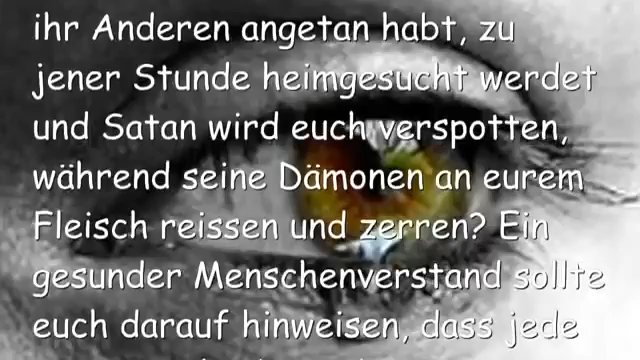 ihr Anderen angetan habt, zu
jener Stunde heimgesucht werdet
und Satan wird euch verspotten,
während seine Dämonen an eurem
Fleisch reissen und zerren? Ein
gesunder Menschenverstand sollte
euch darauf hinweisen, dass jede